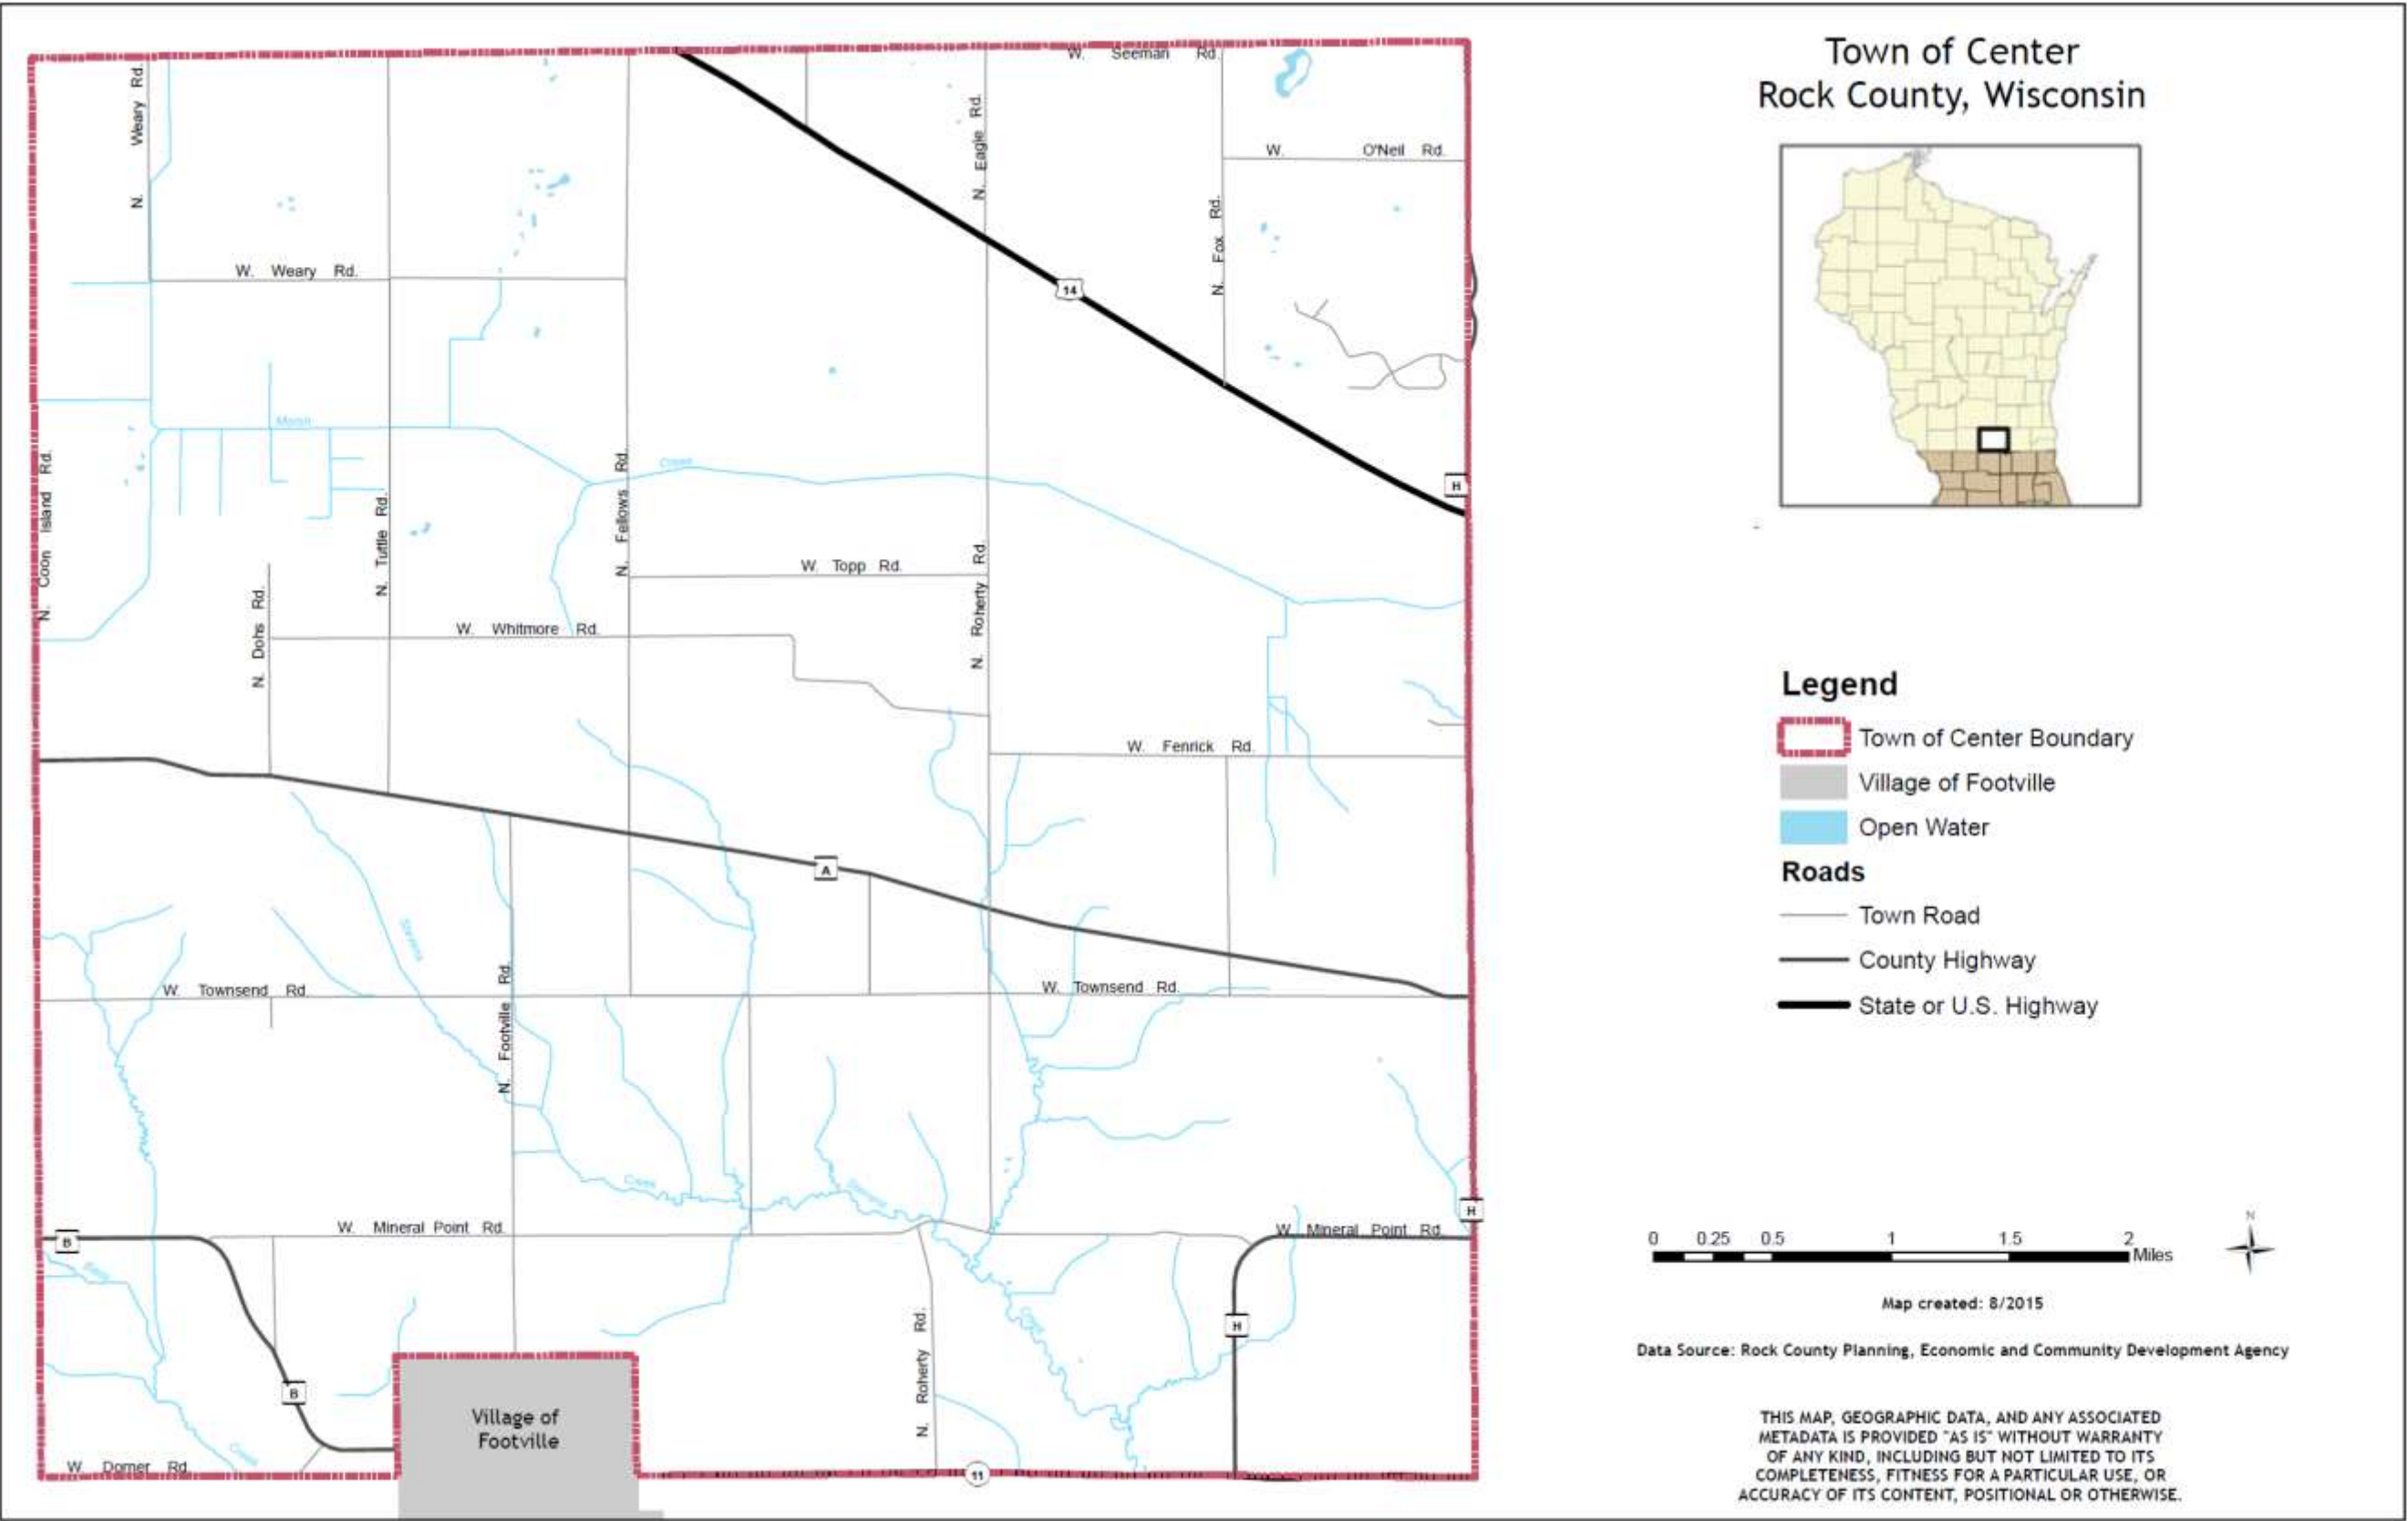 Town of Center
Rock County, Wisconsin
W. Seeman Rd.
N. Weary Rd.
N. Eagle Rd.
W. O'Neil Rd.
N. Fox Rd.
W. Weary Rd.
14
Marsh
Creek
N. Coon Island Rd.
N. Tuttle Rd.
N. Fellows Rd.
H
W. Topp Rd.
N. Dohs Rd.
W. Whitmore Rd.
N. Roherty Rd.
W. Fenrick Rd.
A
Stevens
W. Townsend Rd.
W. Townsend Rd.
N. Footville Rd.
Creek
Stevens
H
B
W. Mineral Point Rd.
W. Mineral Point Rd.
Creek
H
N. Roherty Rd.
B
Village of
Footville
Creek
W. Dorner Rd.
11
Legend
Town of Center Boundary
Village of Footville
Open Water
Roads
Town Road
County Highway
State or U.S. Highway
0 0.25 0.5 1 1.5 2
Miles
N
Map created: 8/2015
Data Source: Rock County Planning, Economic and Community Development Agency
THIS MAP, GEOGRAPHIC DATA, AND ANY ASSOCIATED
METADATA IS PROVIDED "AS IS" WITHOUT WARRANTY
OF ANY KIND, INCLUDING BUT NOT LIMITED TO ITS
COMPLETENESS, FITNESS FOR A PARTICULAR USE, OR
ACCURACY OF ITS CONTENT, POSITIONAL OR OTHERWISE.